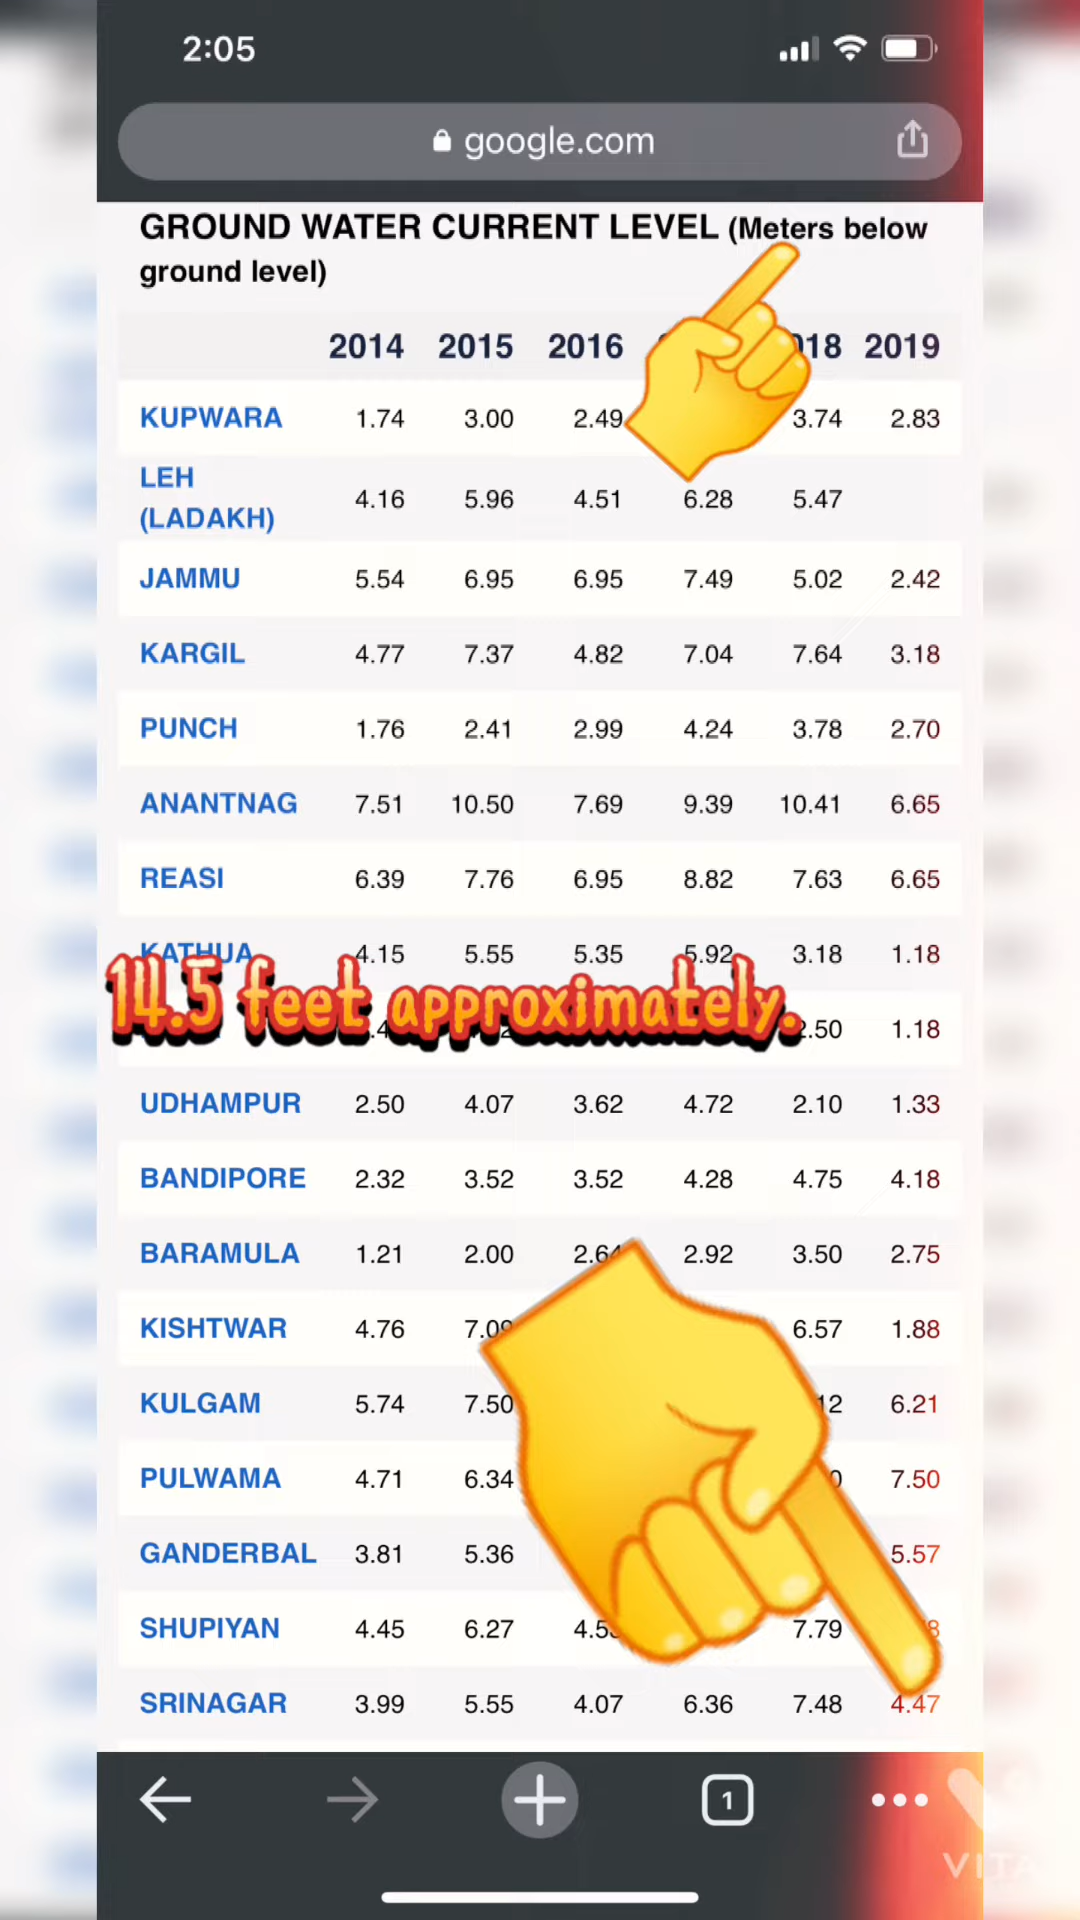 2:05
google.com
GROUND WATER CURRENT LEVEL (Meters below
ground level)
2014 2015 2016 2019
KUPWARA 1.74 3.00 2.49 3.74 2.83
LEH
(LADAKH) 4.16 5.96 4.51 6.28 5.47
JAMMU 5.54 6.95 6.95 7.49 5.02 2.42
KARGIL 4.77 7.37 4.82 7.04 7.64 3.18
PUNCH 1.76 2.41 2.99 4.24 3.78 2.70
ANANTNAG 7.51 10.50 7.69 9.39 10.41 6.65
REASI 6.39 7.76 6.95 8.82 7.63 6.65
KATHUA 4.15 5.55 5.35 5.92 3.18 1.18
14.5 feet approximately.
1.18
UDHAMPUR 2.50 4.07 3.62 4.72 2.10 1.33
BANDIPORE 2.32 3.52 3.52 4.28 4.75 4.18
BARAMULA 1.21 2.00 2.64 2.92 3.50 2.75
KISHTWAR 4.76 7.09 6.57 1.88
KULGAM 5.74 7.50 6.21
PULWAMA 4.71 6.34 7.50
GANDERBAL 3.81 5.36 5.57
SHUPIYAN 4.45 6.27 7.79
SRINAGAR 3.99 5.55 4.07 6.36 7.48 4.47
1
VITA